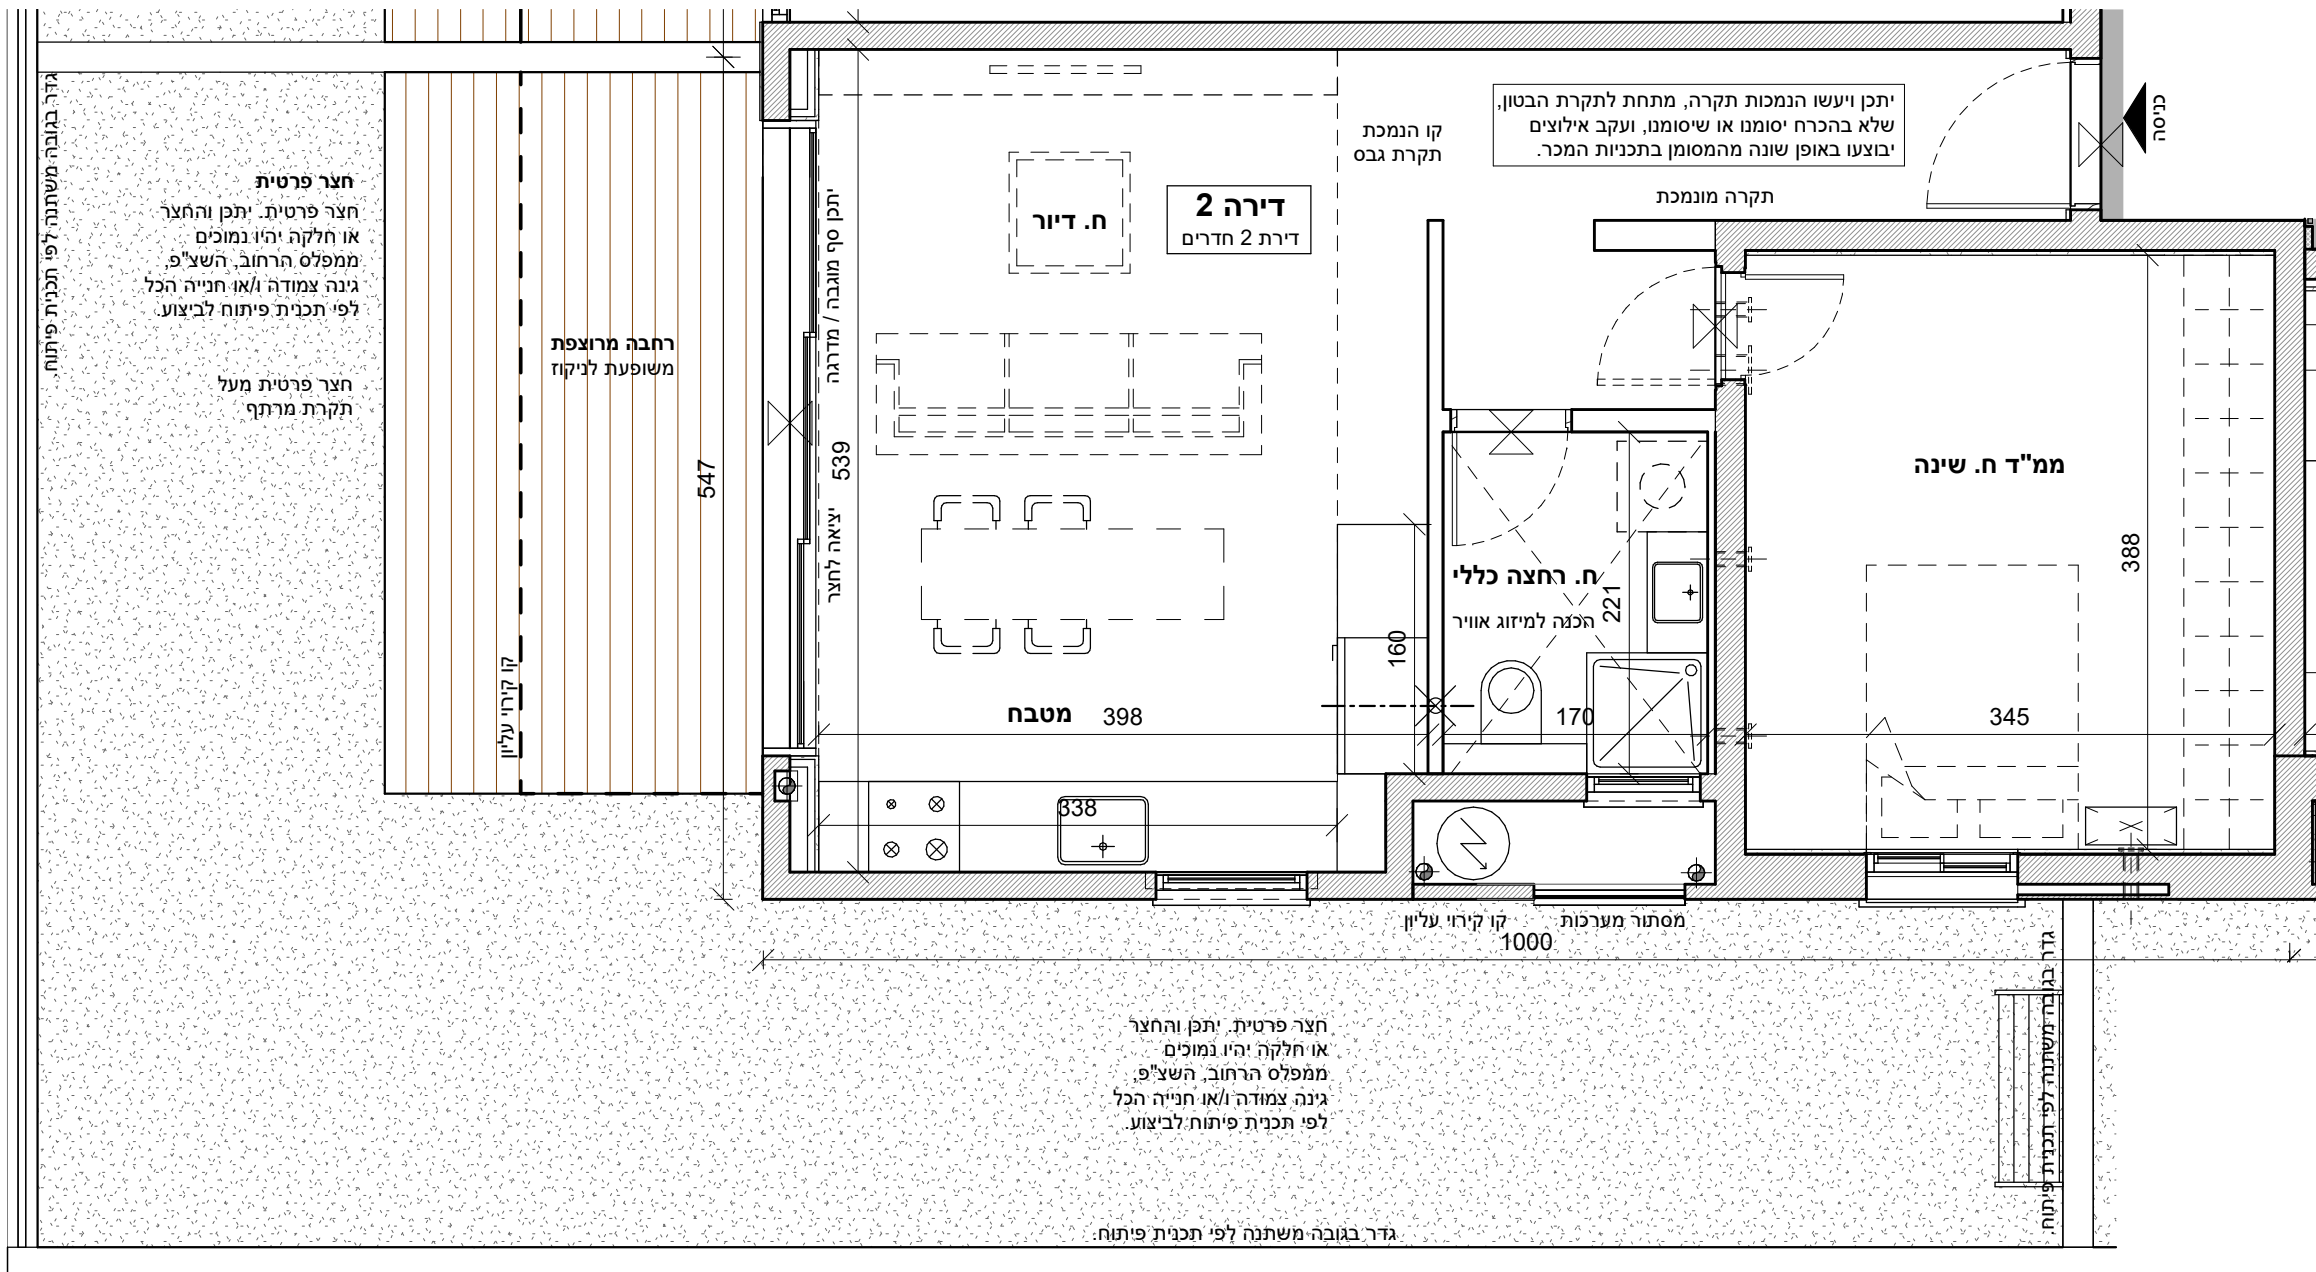 יתכן ויעשו הנמכות תקרה, מתחת לתקרת הבטון,
שלא בהכרח יסומנו או שיסומנו, ועקב אילוצים
יבוצעו באופן שונה מהמסומן בתכניות המכר.
כניסה
קו הנמכת
תקרת גבס
תקרה מונמכת
דירה 2
דירת 2 חדרים
ח. דיור
יתכן סף מוגבה / מדרגה
יציאה לחצר
539
547
גדר בגובה משתנה לפי תכנית פיתוח.
חצר פרטית
חצר פרטית. יתכן והחצר
או חלקה יהיו נמוכים
ממפלס הרחוב, השצ"פ,
גינה צמודה ו/או חנייה הכל
לפי תכנית פיתוח לביצוע.
חצר פרטית מעל
תקרת מרתף
רחבה מרוצפת
משופעת לניקוז
קו קירוי עליון
ממ"ד ח. שינה
388
345
ח. רחצה כללי
הכנה למיזוג אוויר
221
170
160
מטבח
398
338
מסתור מערכות
קו קירוי עליון
1000
גדר בגובה משתנה לפי תכנית פיתוח.
חצר פרטית. יתכן והחצר
או חלקה יהיו נמוכים
ממפלס הרחוב, השצ"פ,
גינה צמודה ו/או חנייה הכל
לפי תכנית פיתוח לביצוע.
גדר בגובה משתנה לפי תכנית פיתוח.